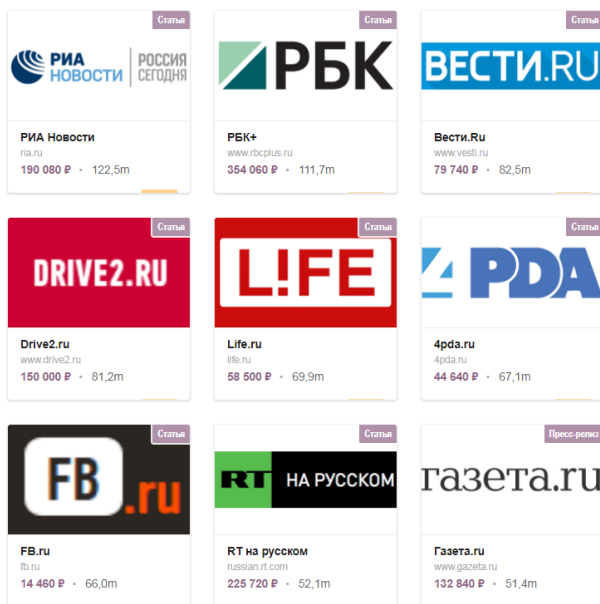 Статья
Статья
Статья
РИА
НОВОСТИ
РОССИЯ
СЕГОДНЯ
РБК
ВЕСТИ.RU
РИА Новости
ria.ru
190 080 ₽ • 122,5m
РБК+
www.rbcplus.ru
354 060 ₽ • 111,7m
Вести.Ru
www.vesti.ru
79 740 ₽ • 82,5m
Статья
Статья
Статья
DRIVE2.RU
L!FE
4PDA
Drive2.ru
www.drive2.ru
150 000 ₽ • 81,2m
Life.ru
life.ru
58 500 ₽ • 69,9m
4pda.ru
4pda.ru
44 640 ₽ • 67,1m
Статья
Статья
Пресс-релиз
FB.ru
RT НА РУССКОМ
газета.ru
FB.ru
fb.ru
14 460 ₽ • 66,0m
RT на русском
russian.rt.com
225 720 ₽ • 52,1m
Газета.ru
www.gazeta.ru
132 840 ₽ • 51,4m